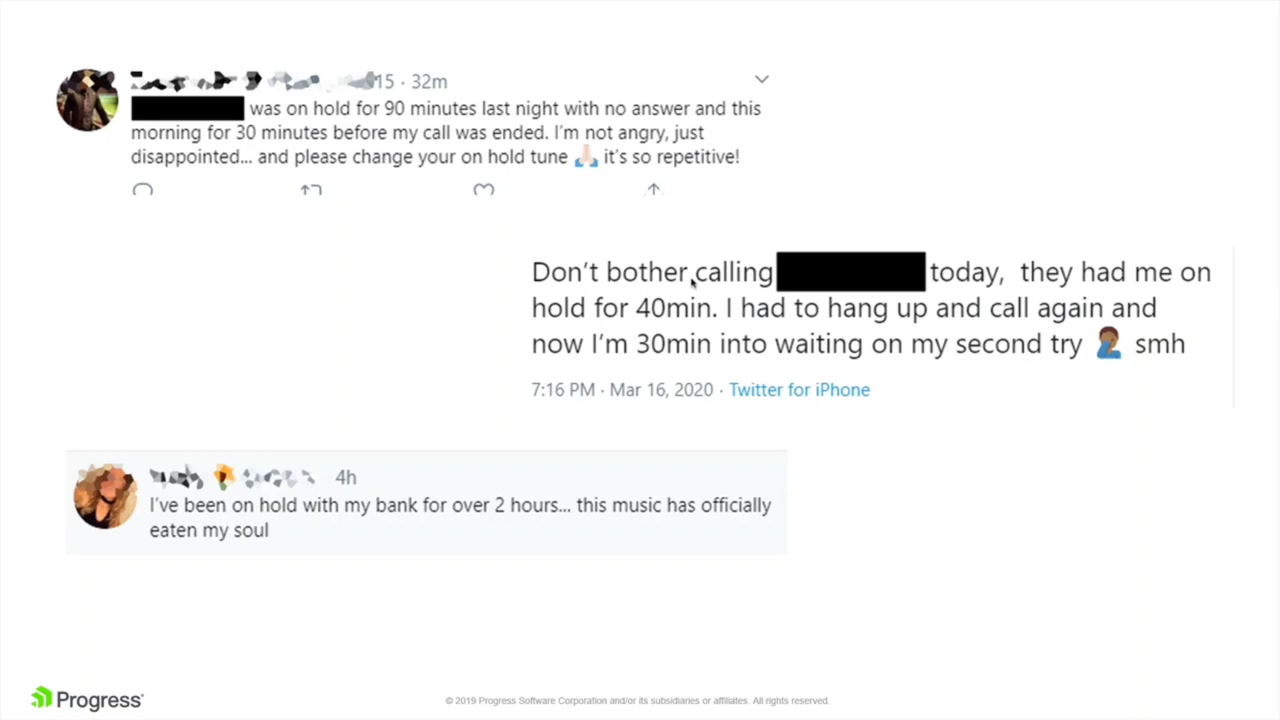 15 · 32m
was on hold for 90 minutes last night with no answer and this
morning for 30 minutes before my call was ended. I'm not angry, just
disappointed... and please change your on hold tune 🙏🏻 it's so repetitive!
Don't bother calling today, they had me on
hold for 40min. I had to hang up and call again and
now I'm 30min into waiting on my second try 🤦🏾‍♂️ smh
7:16 PM · Mar 16, 2020 · Twitter for iPhone
4h
I've been on hold with my bank for over 2 hours... this music has officially
eaten my soul
Progress
© 2019 Progress Software Corporation and/or its subsidiaries or affiliates. All rights reserved.